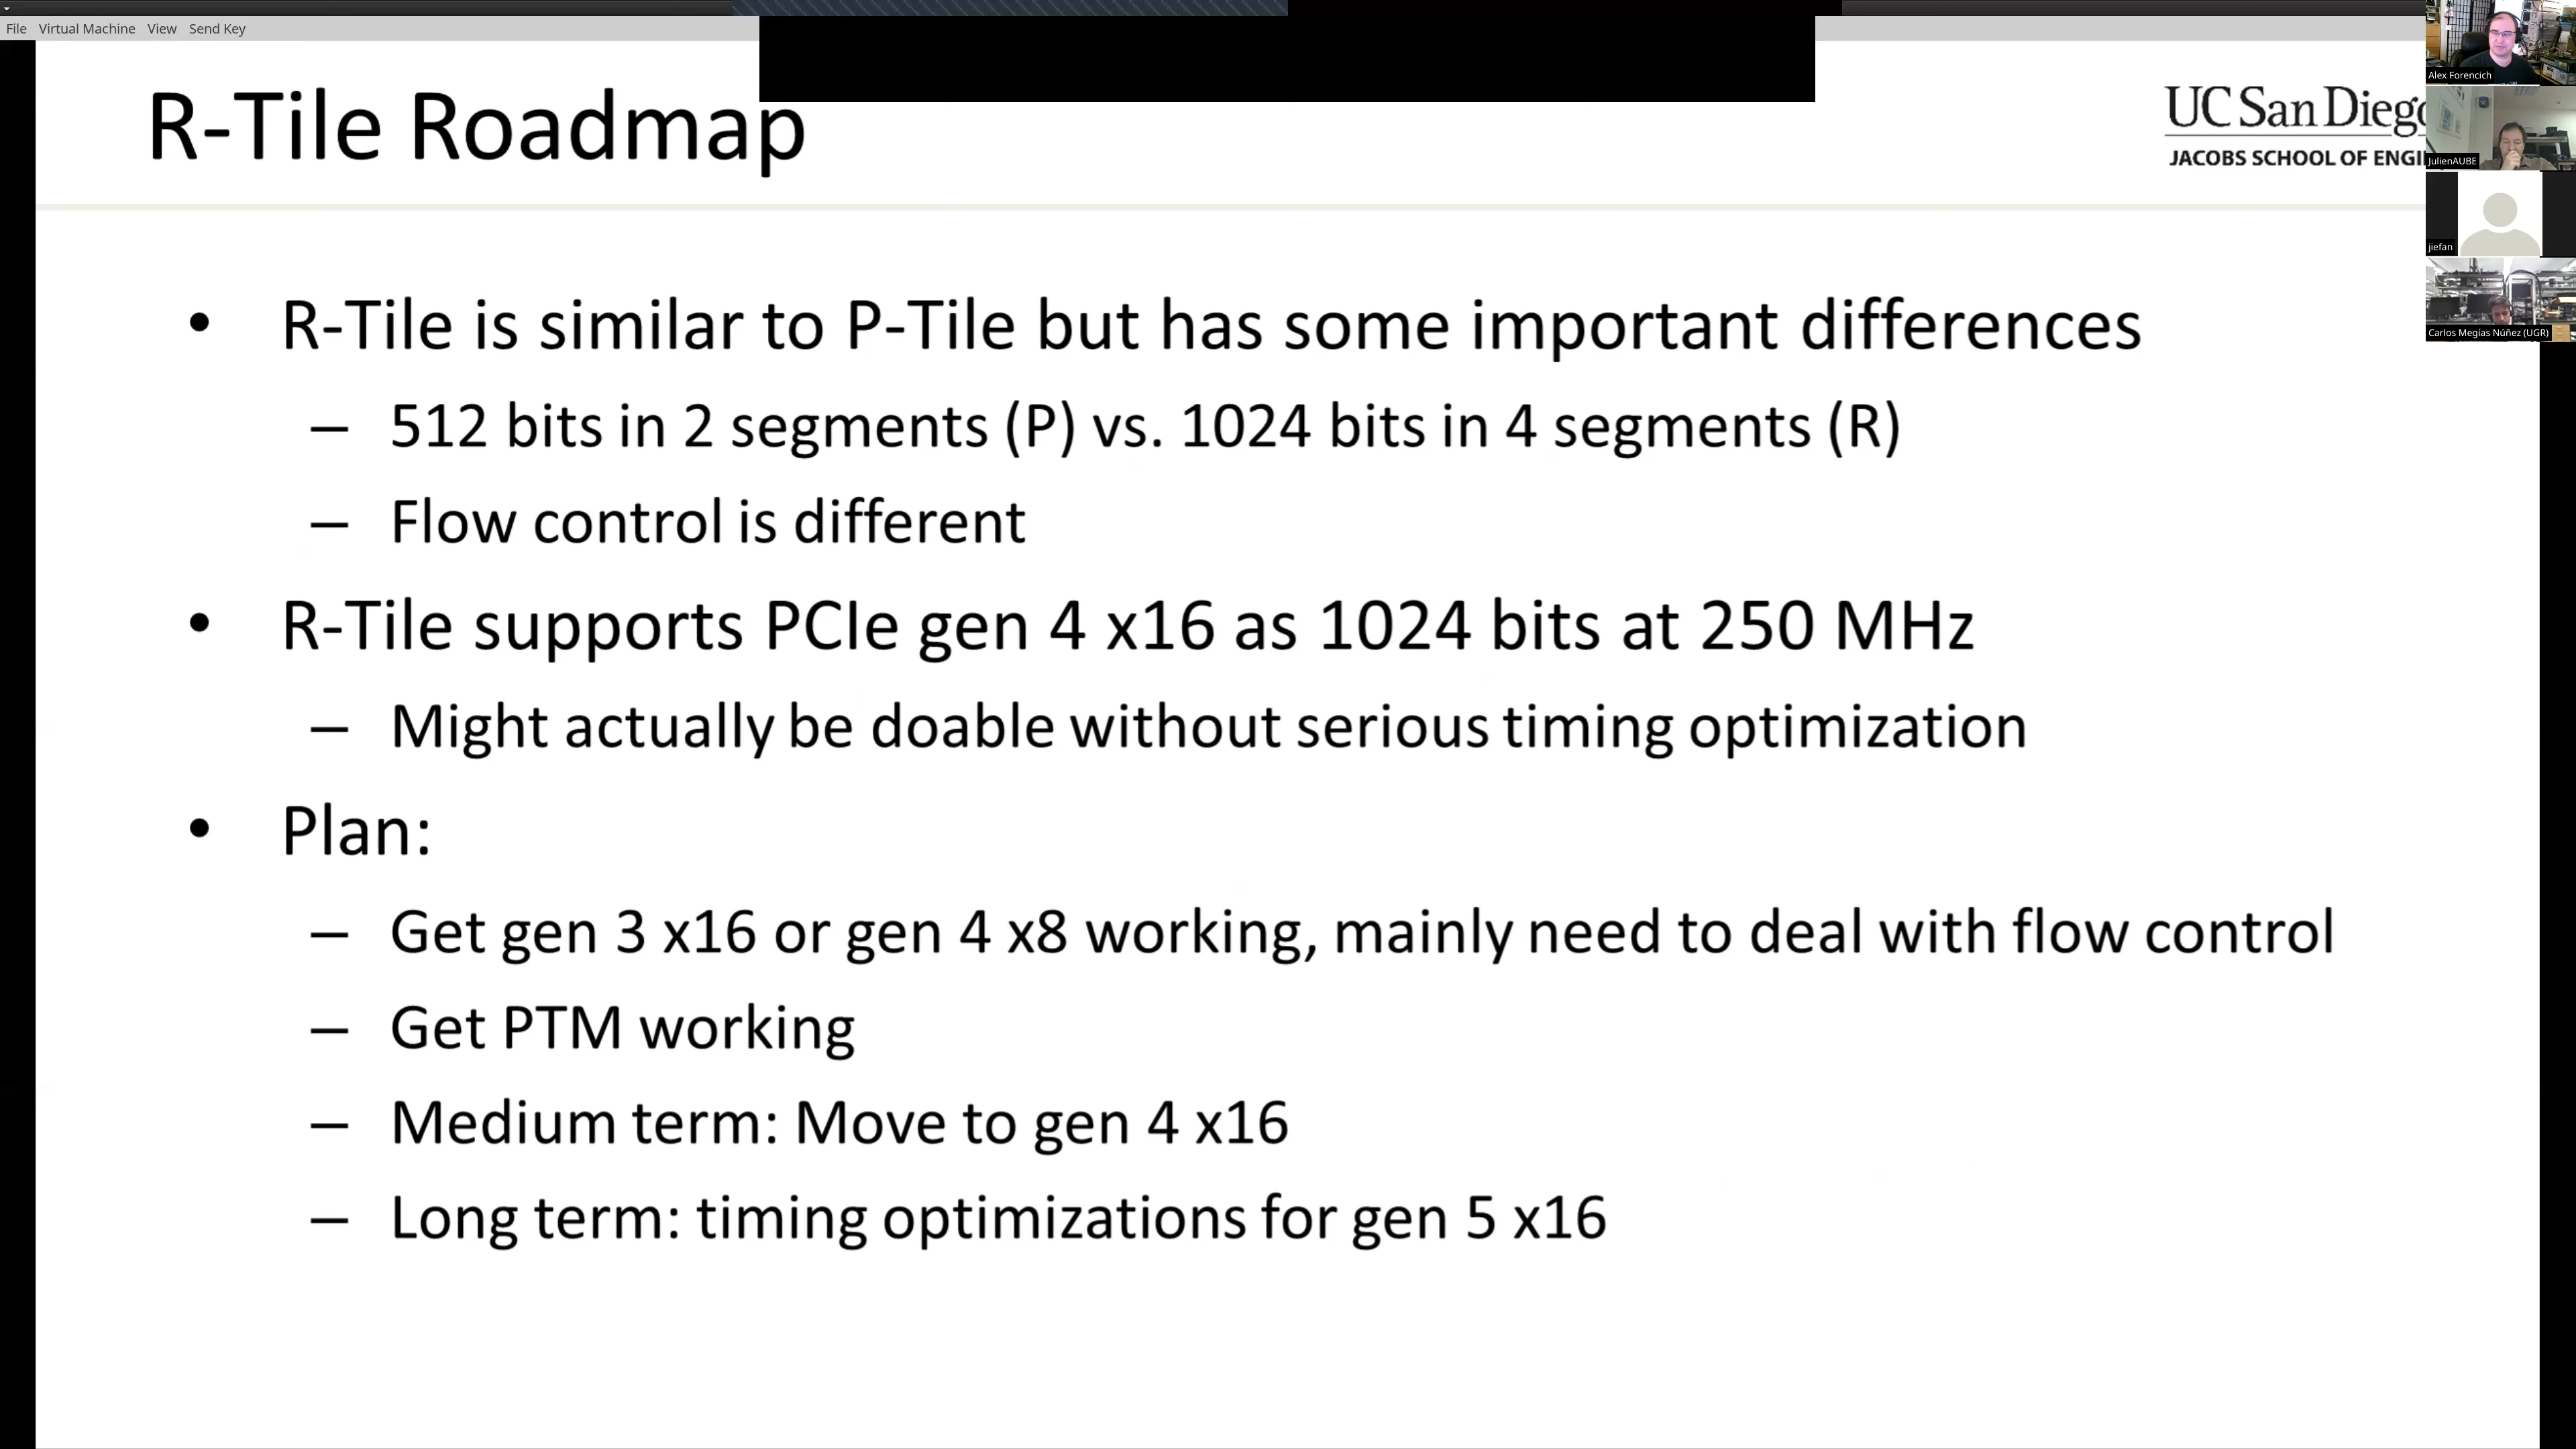 File Virtual Machine View Send Key
R-Tile Roadmap
UC San Dieg
JACOBS SCHOOL OF ENGI
Alex Forencich
JulienAUBE
jiefan
Carlos Megías Núñez (UGR)
• R-Tile is similar to P-Tile but has some important differences
– 512 bits in 2 segments (P) vs. 1024 bits in 4 segments (R)
– Flow control is different
• R-Tile supports PCIe gen 4 x16 as 1024 bits at 250 MHz
– Might actually be doable without serious timing optimization
• Plan:
– Get gen 3 x16 or gen 4 x8 working, mainly need to deal with flow control
– Get PTM working
– Medium term: Move to gen 4 x16
– Long term: timing optimizations for gen 5 x16